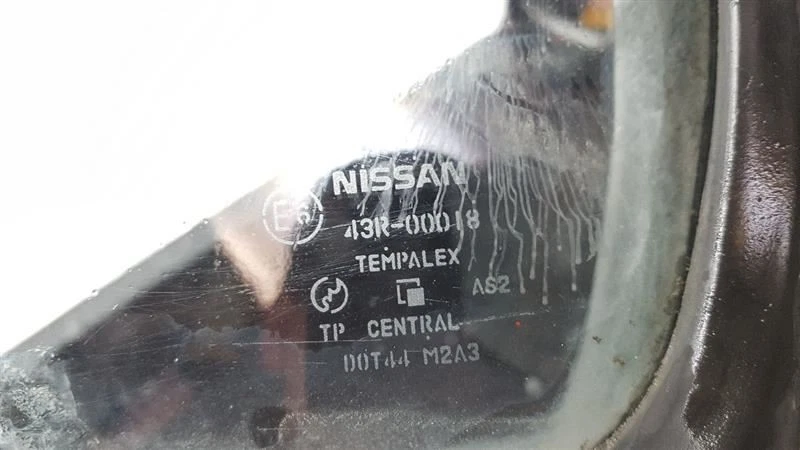 NISSAN
E6 43R-00018
TEMPALEX
AS2
TP CENTRAL
DOT44 M2A3